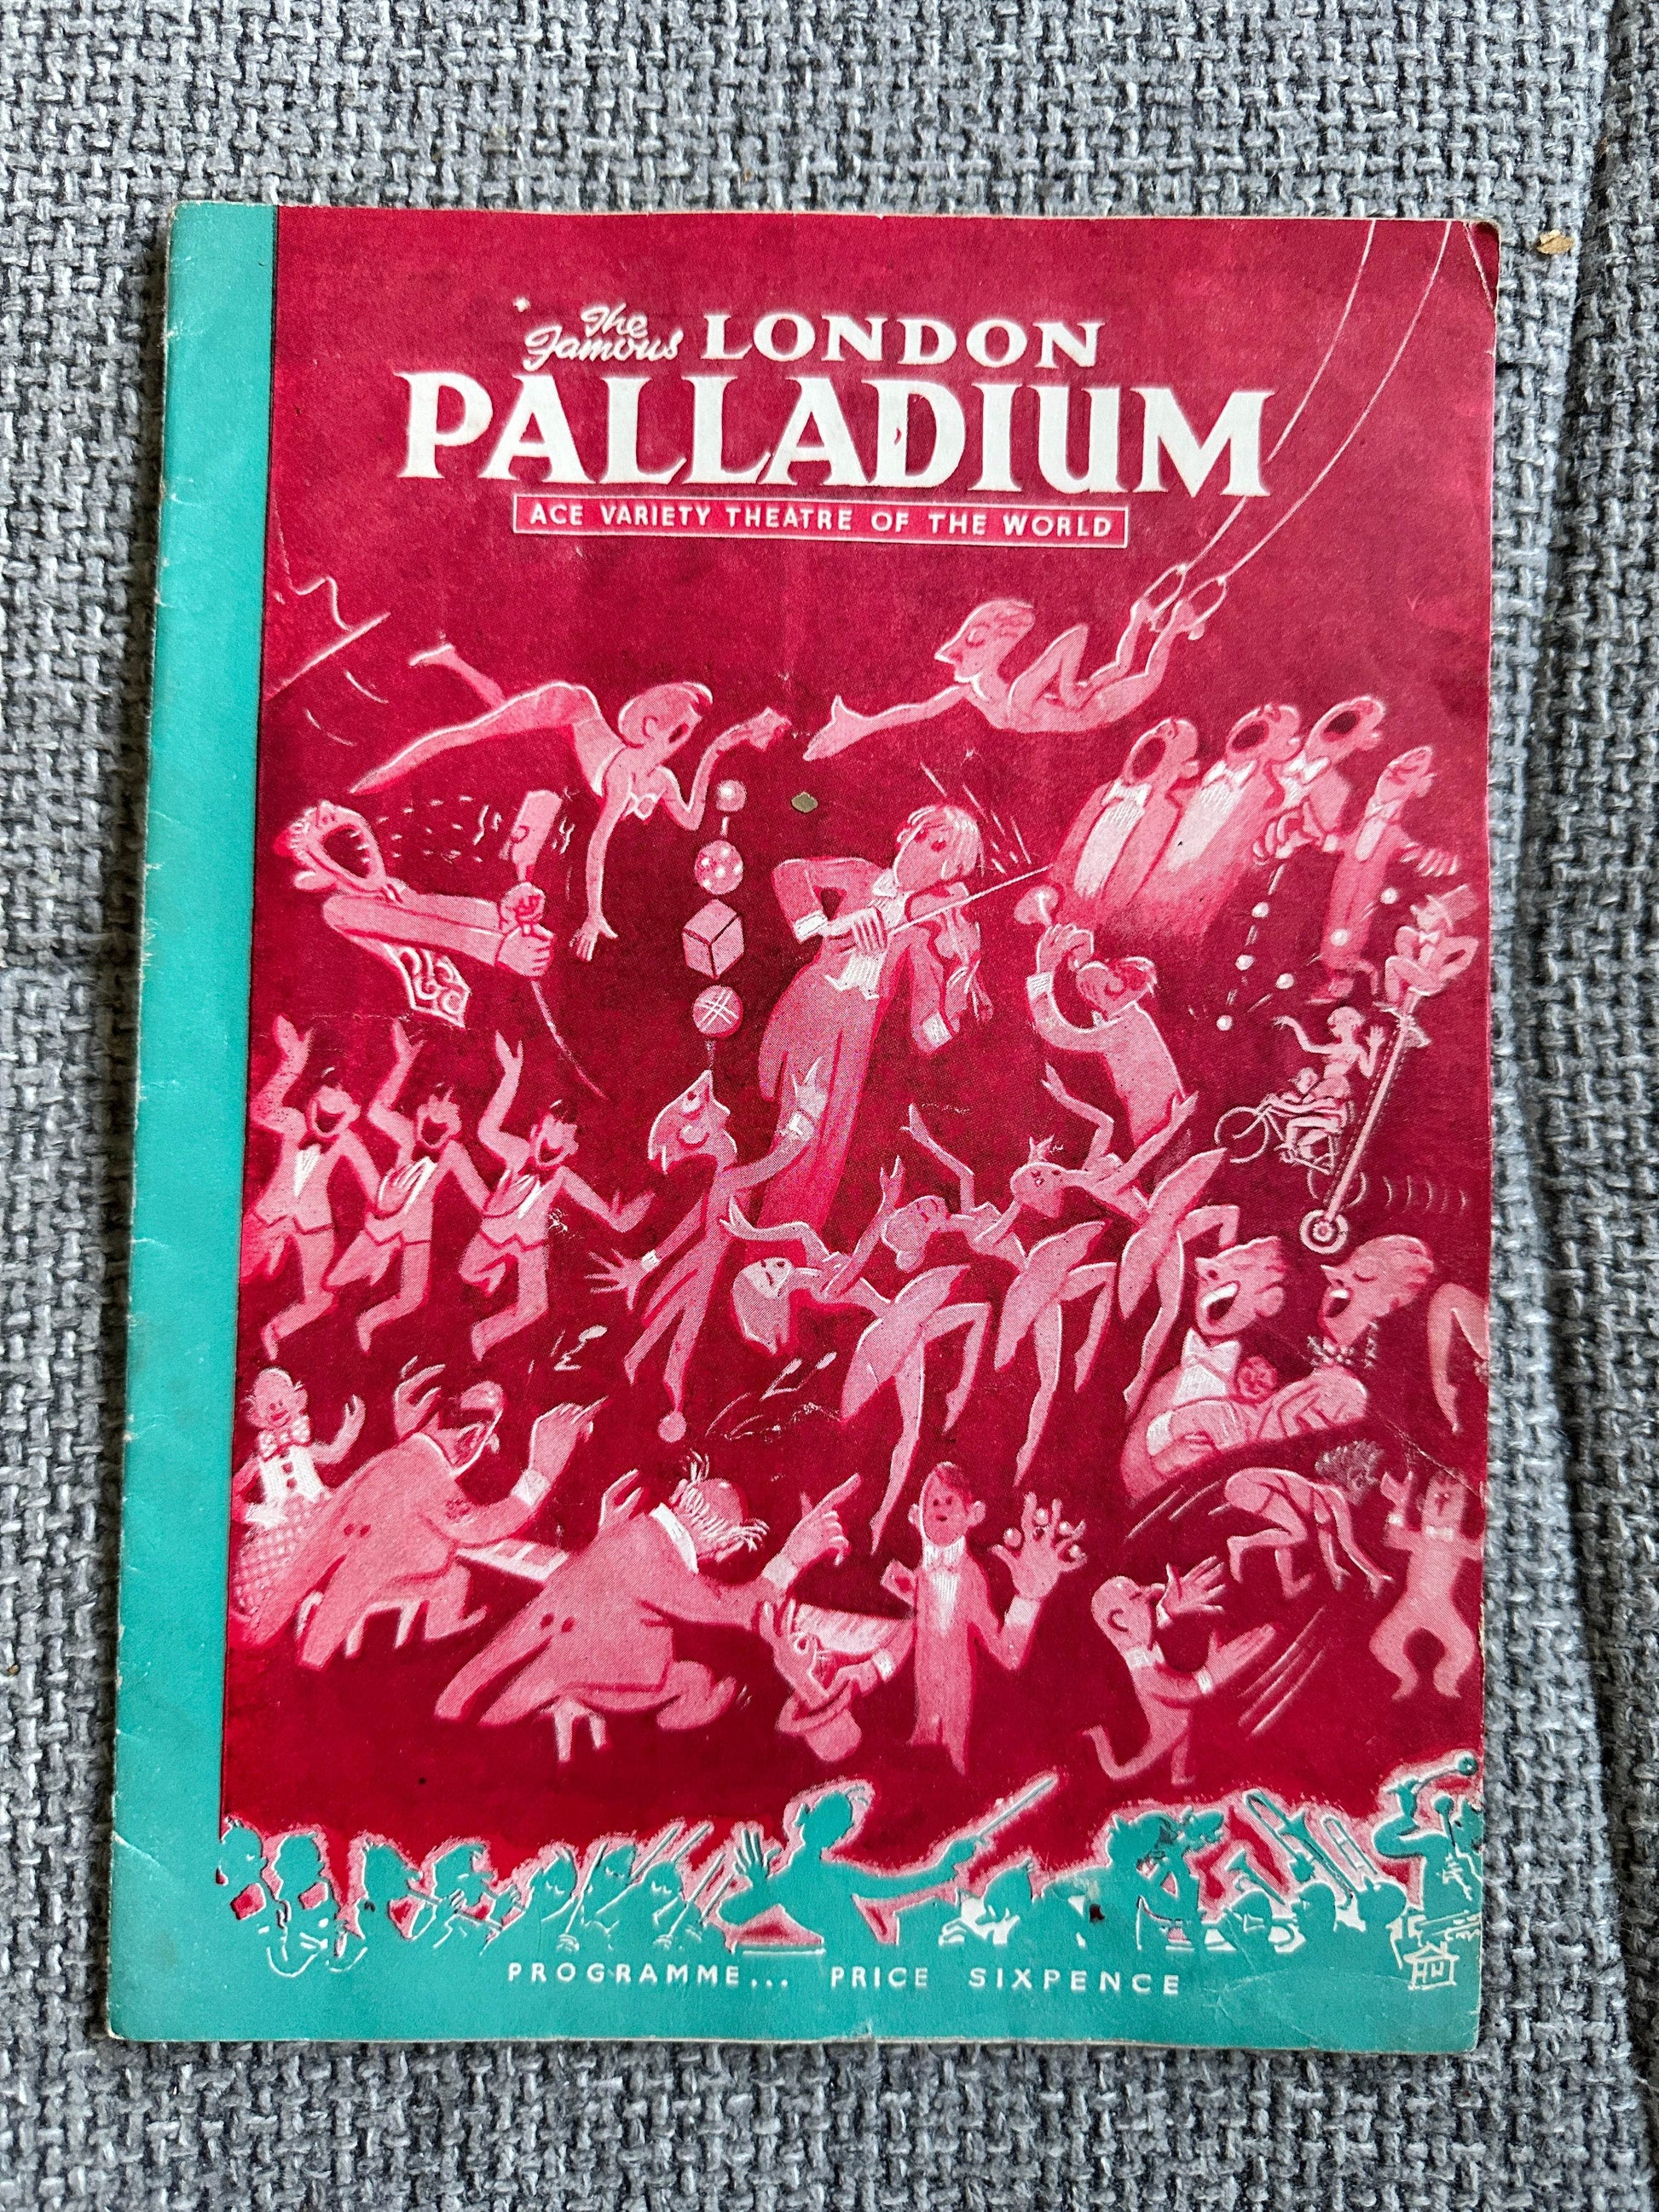 The Famous LONDON
PALLADIUM
ACE VARIETY THEATRE OF THE WORLD
PROGRAMME... PRICE SIXPENCE